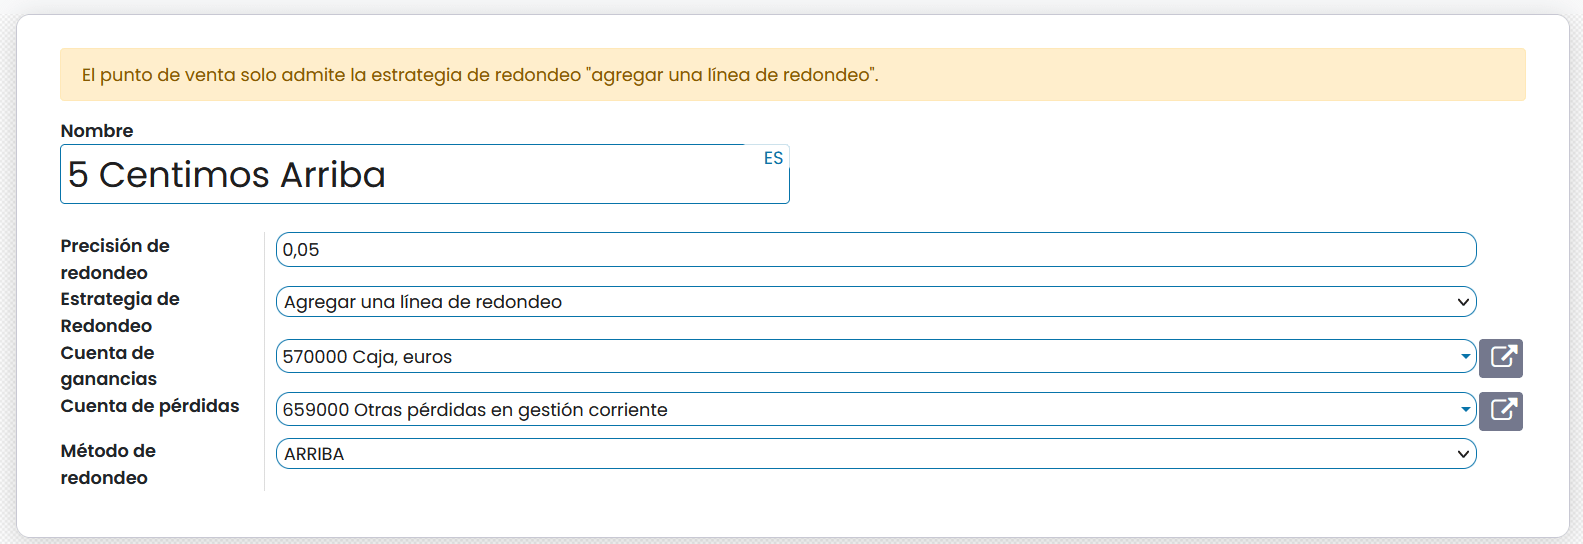 El punto de venta solo admite la estrategia de redondeo "agregar una línea de redondeo".
Nombre
5 Centimos Arriba
ES
Precisión de
redondeo
0,05
Estrategia de
Redondeo
Agregar una línea de redondeo
Cuenta de
ganancias
570000 Caja, euros
Cuenta de pérdidas
659000 Otras pérdidas en gestión corriente
Método de
redondeo
ARRIBA